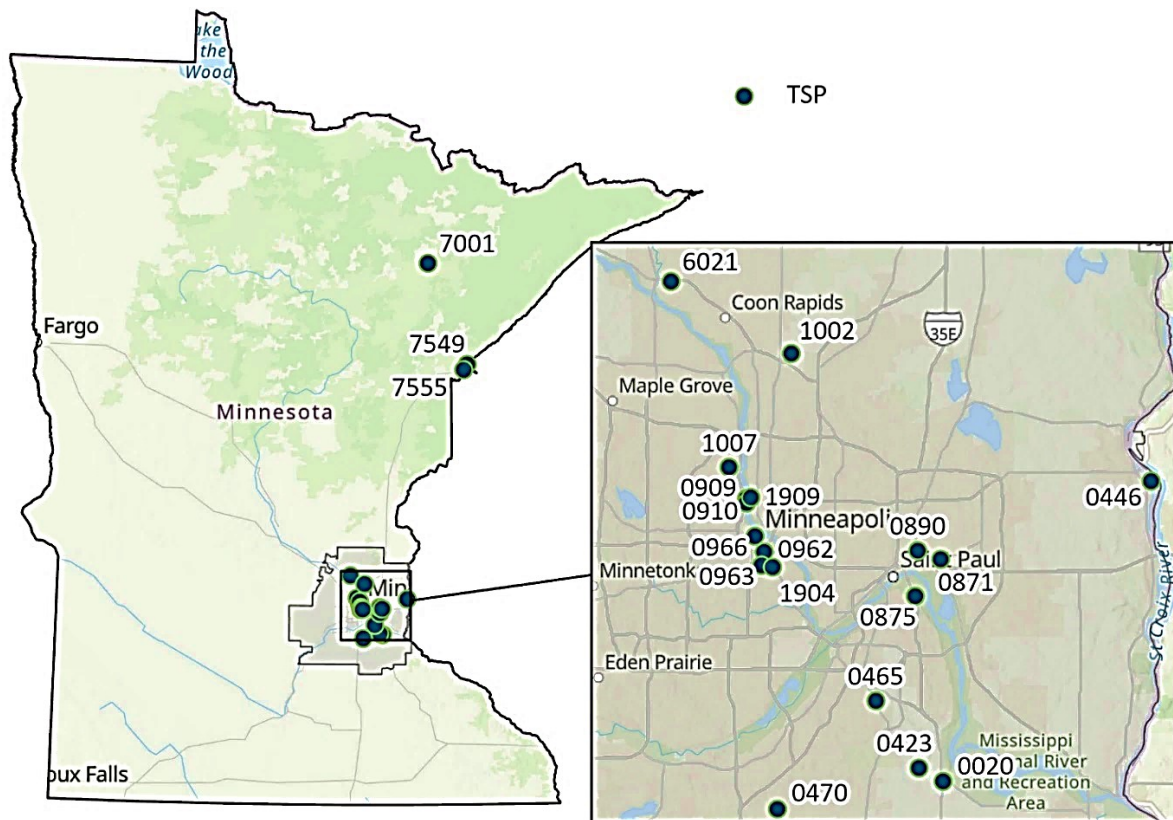 ake
the
Wood
TSP
7001
Fargo
7549
7555
Minnesota
Min
oux Falls
6021
Coon Rapids
1002
35E
Maple Grove
1007
0909
1909
0910
0446
Minneapoli
0890
0966
0962
Saint Paul
Minnetonk
0963
0871
1904
0875
St Croix River
Eden Prairie
0465
0423
Mississippi
0020
nal River
and Recreation
Area
0470